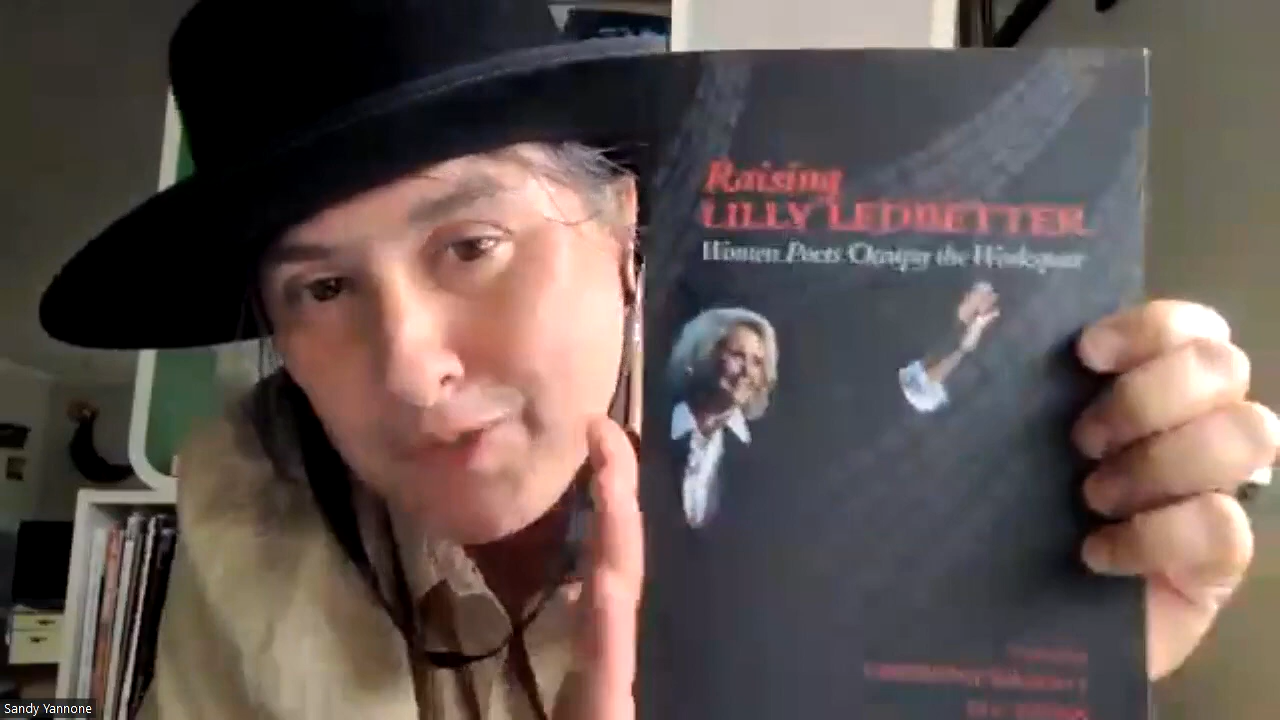 Raising
LILLY LEDBETTER
Women Poets Occupy the Workspace
Sandy Yannone